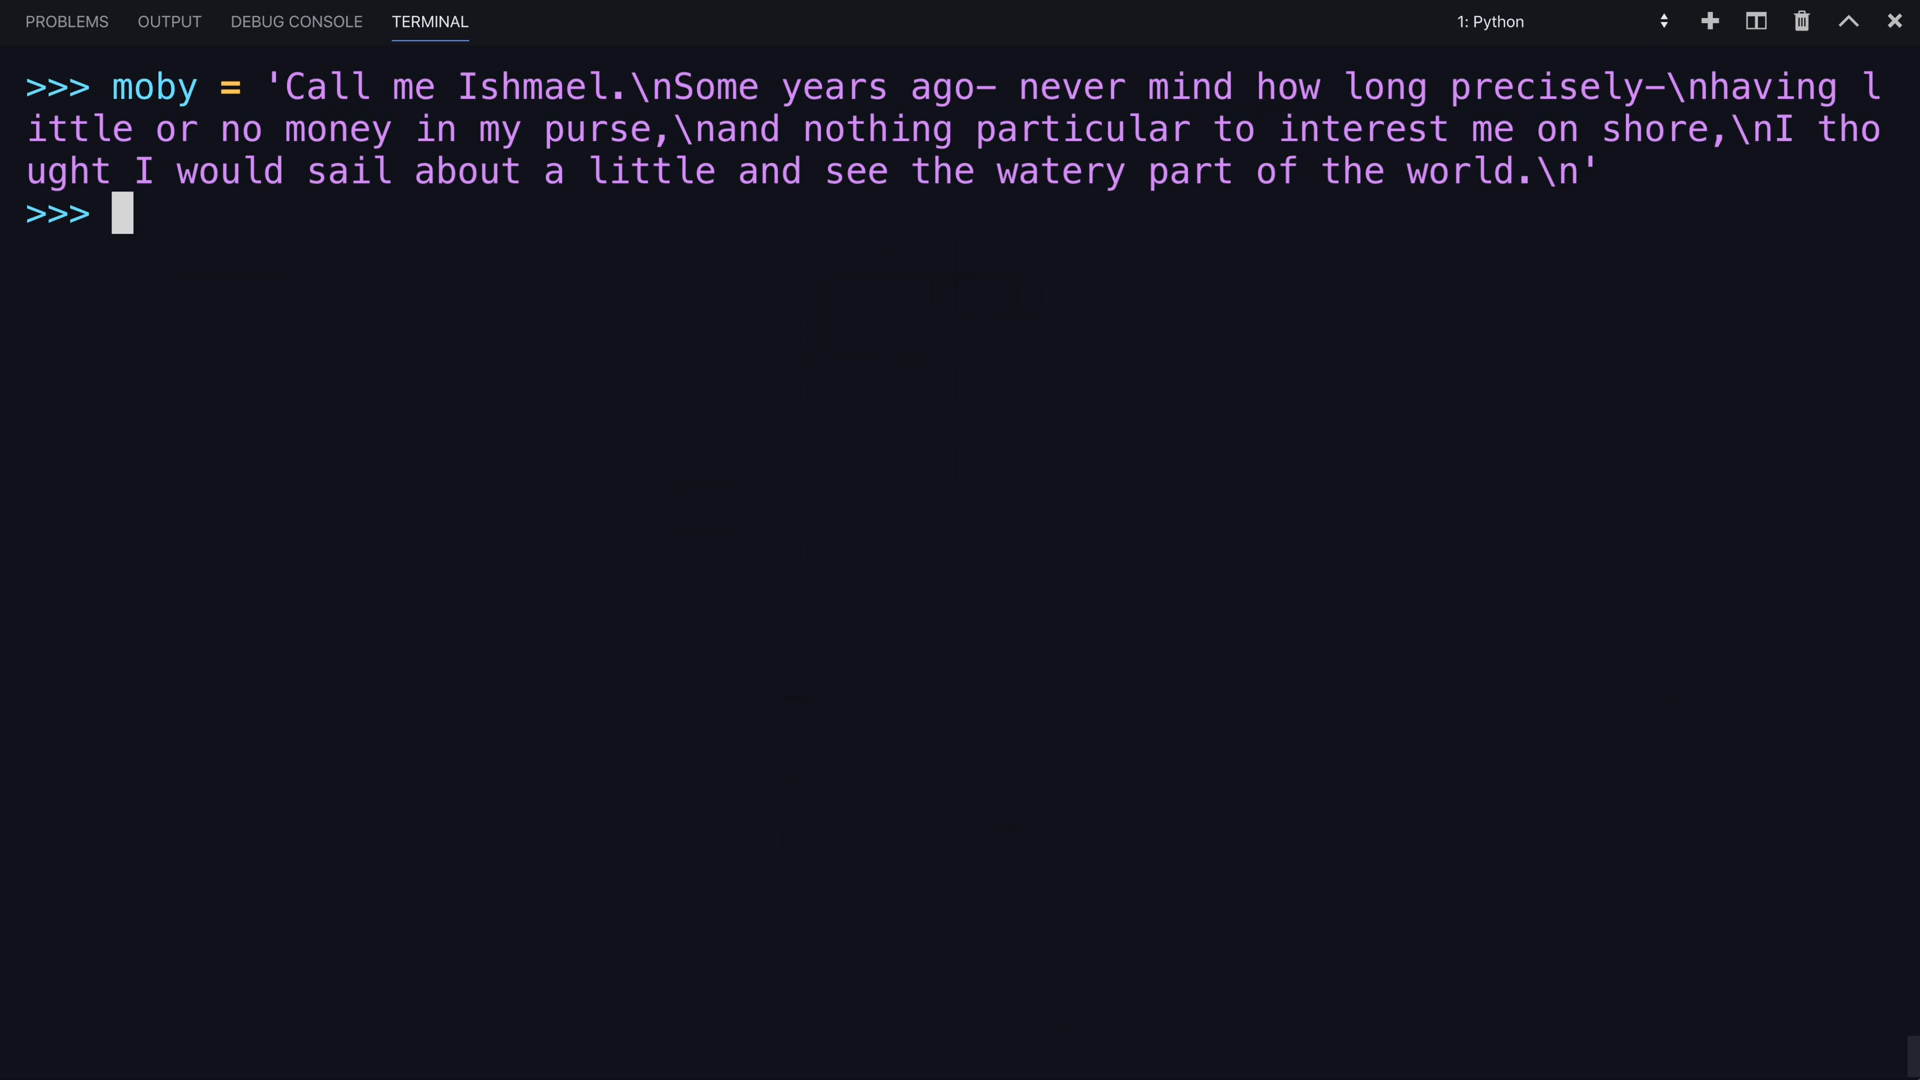 PROBLEMS OUTPUT DEBUG CONSOLE TERMINAL 1: Python
>>> moby = 'Call me Ishmael.\nSome years ago- never mind how long precisely-\nhaving l
ittle or no money in my purse,\nand nothing particular to interest me on shore,\nI tho
ught I would sail about a little and see the watery part of the world.\n'
>>>